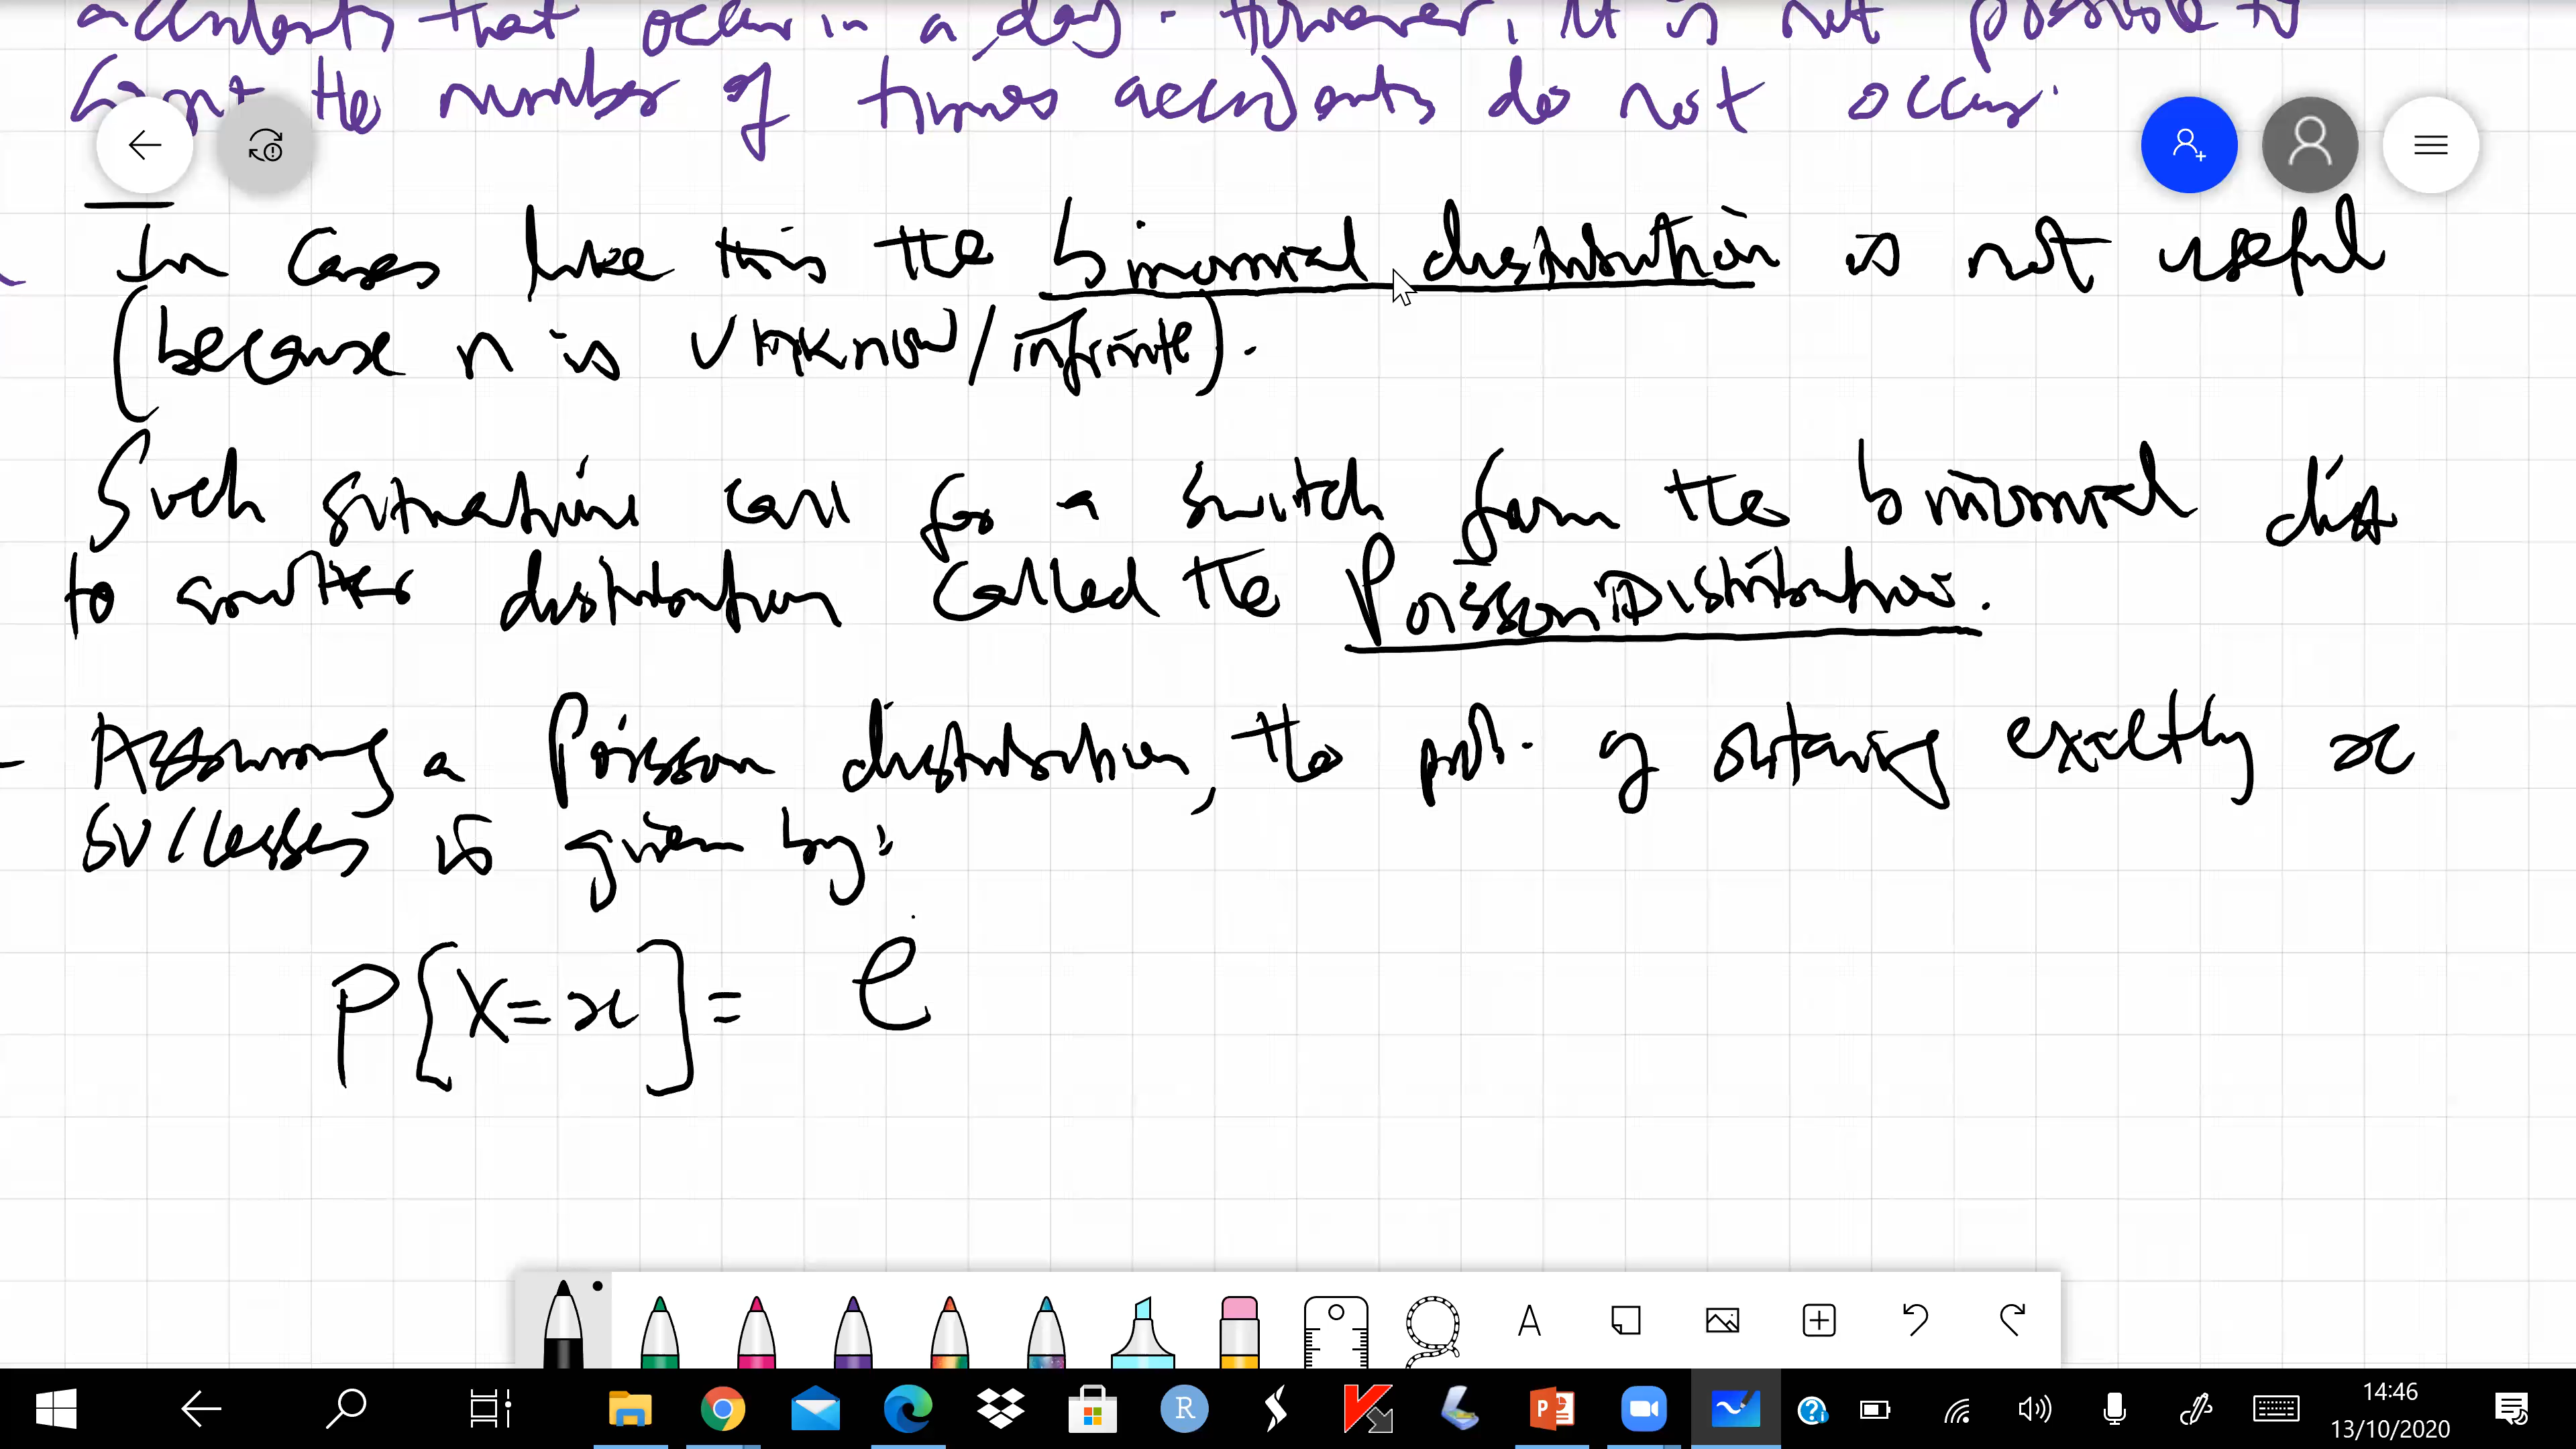 accidents that occur in a day. However, it is not possible to
count the number of times accidents do not occur.
In cases like this the binomial distribution is not useful
(because n is unknow/infinite).
Such situations call for a switch from the binomial dist
to another distribution called the Poisson Distribution.
- Assuming a Poisson distribution, the prob. of obtaining exactly x
successes is given by:
P[X=x]= e
A
R
P
14:46
13/10/2020